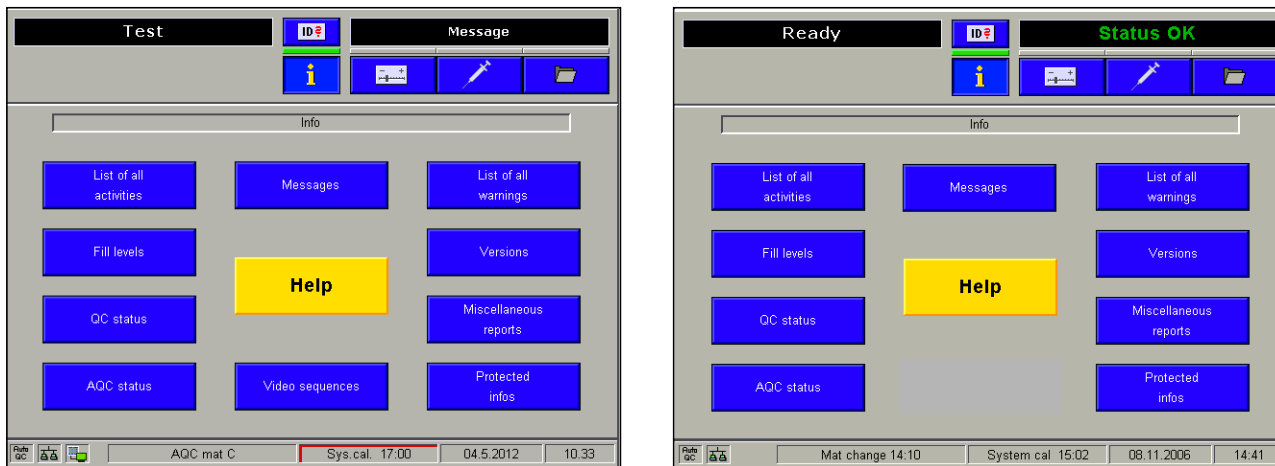 Test
ID?
Message
i
- +
Info
List of all
activities
Messages
List of all
warnings
Fill levels
Versions
Help
QC status
Miscellaneous
reports
AQC status
Video sequences
Protected
infos
Auto
QC
AQC mat C
Sys.cal. 17:00
04.5.2012
10.33
Ready
ID?
Status OK
i
- +
Info
List of all
activities
Messages
List of all
warnings
Fill levels
Versions
Help
QC status
Miscellaneous
reports
AQC status
Protected
infos
Auto
QC
Mat change 14:10
System cal 15:02
08.11.2006
14:41